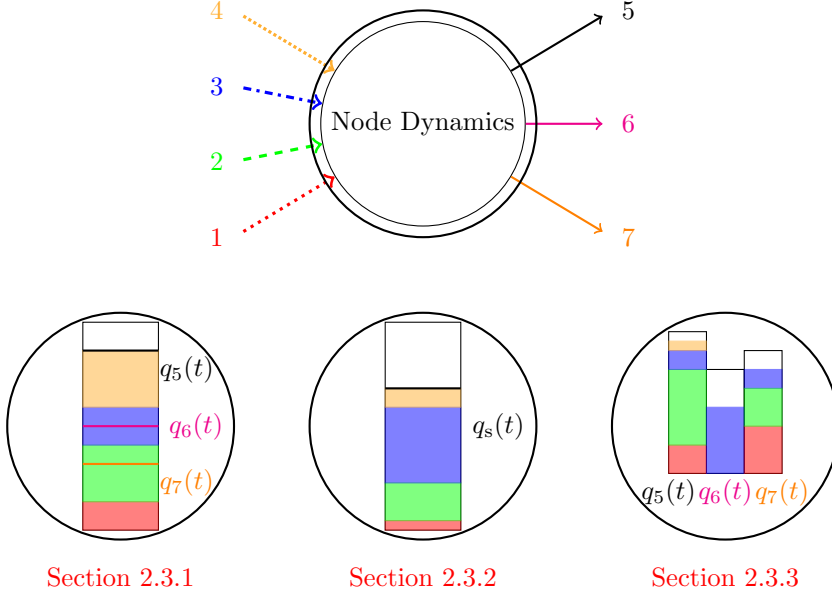 4
5
3
Node Dynamics
6
2
1
7
q5(t)
q6(t)
qs(t)
q7(t)
q5(t) q6(t) q7(t)
Section 2.3.1
Section 2.3.2
Section 2.3.3